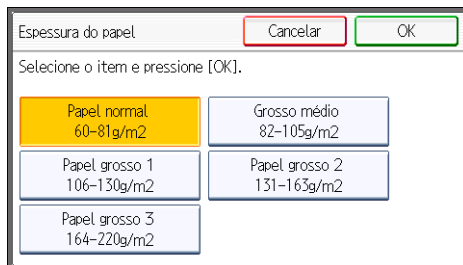 Espessura do papel Cancelar OK
Selecione o item e pressione [OK].
Papel normal Grosso médio
60-81g/m2 82-105g/m2
Papel grosso 1 Papel grosso 2
106-130g/m2 131-163g/m2
Papel grosso 3
164-220g/m2